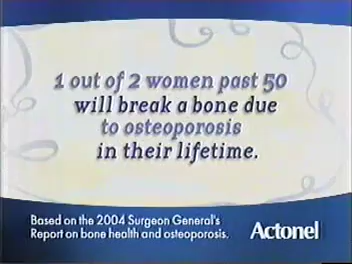 1 out of 2 women past 50
will break a bone due
to osteoporosis
in their lifetime.
Based on the 2004 Surgeon General's
Report on bone health and osteoporosis.
Actonel